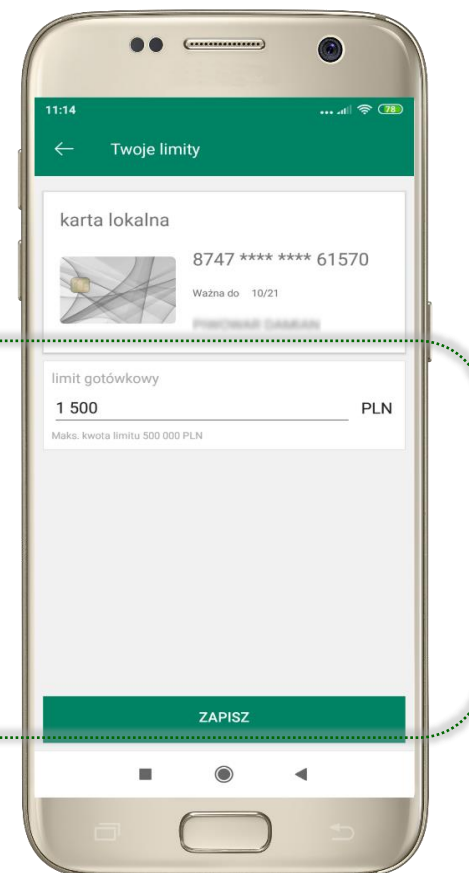 11:14
78
Twoje limity
karta lokalna
8747 **** **** 61570
Ważna do 10/21
limit gotówkowy
1 500 PLN
Maks. kwota limitu 500 000 PLN
ZAPISZ